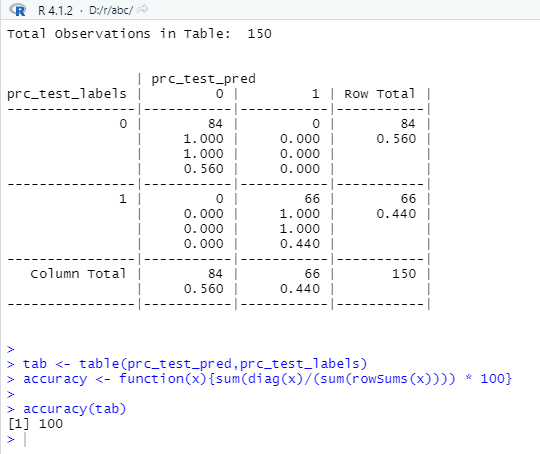 R 4.1.2 · D:/r/abc/
Total Observations in Table:  150
                | prc_test_pred
prc_test_labels |         0 |         1 | Row Total |
----------------|-----------|-----------|-----------|
              0 |        84 |         0 |        84 |
                |     1.000 |     0.000 |     0.560 |
                |     1.000 |     0.000 |           |
                |     0.560 |     0.000 |           |
----------------|-----------|-----------|-----------|
              1 |         0 |        66 |        66 |
                |     0.000 |     1.000 |     0.440 |
                |     0.000 |     1.000 |           |
                |     0.000 |     0.440 |           |
----------------|-----------|-----------|-----------|
   Column Total |        84 |        66 |       150 |
                |     0.560 |     0.440 |           |
----------------|-----------|-----------|-----------|
>
> tab <- table(prc_test_pred,prc_test_labels)
> accuracy <- function(x){sum(diag(x)/(sum(rowSums(x)))) * 100}
>
> accuracy(tab)
[1] 100
>